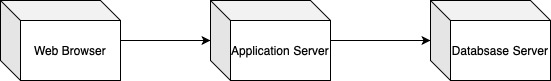 Web Browser
Application Server
Databsase Server